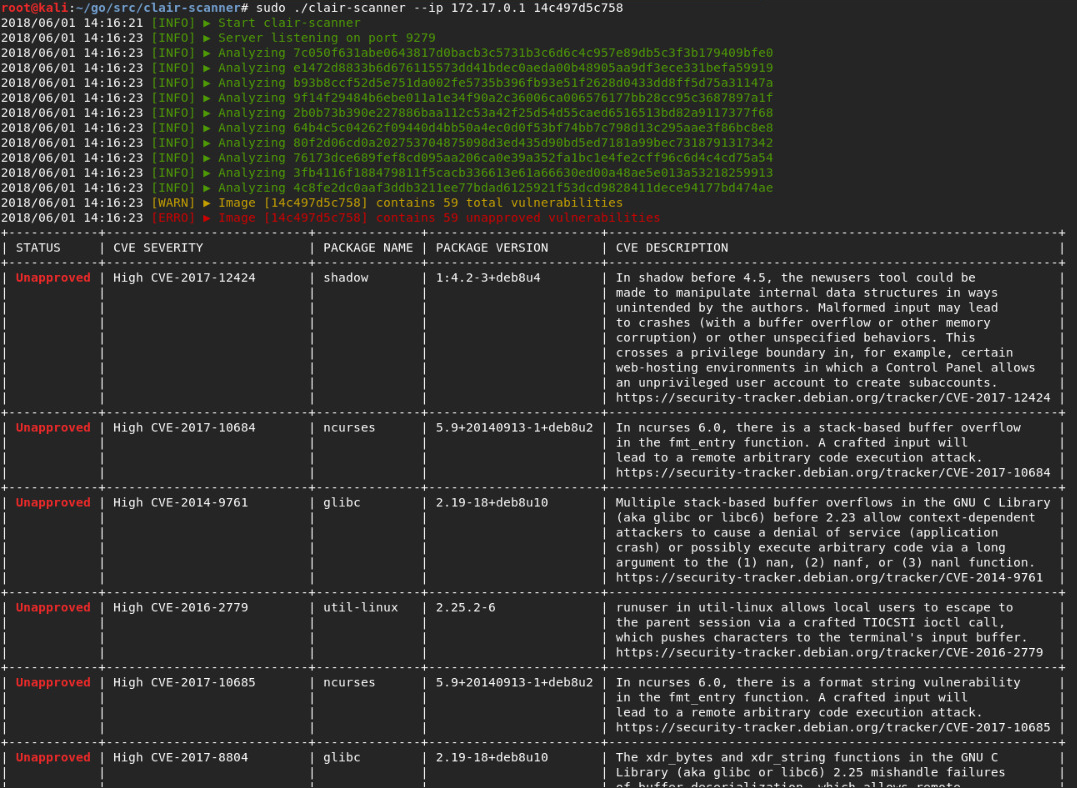 root@kali:~/go/src/clair-scanner# sudo ./clair-scanner --ip 172.17.0.1 14c497d5c758
2018/06/01 14:16:21 [INFO] ▶ Start clair-scanner
2018/06/01 14:16:23 [INFO] ▶ Server listening on port 9279
2018/06/01 14:16:23 [INFO] ▶ Analyzing 7c050f631abe0643817d0bacb3c5731b3c6d6c4c957e89db5c3f3b179409bfe0
2018/06/01 14:16:23 [INFO] ▶ Analyzing e1472d8833b6d676115573dd41bdec0aeda00b48905aa9df3ece331befa59919
2018/06/01 14:16:23 [INFO] ▶ Analyzing b93b8ccf52d5e751da002fe5735b396fb93e51f2628d0433dd8ff5d75a31147a
2018/06/01 14:16:23 [INFO] ▶ Analyzing 9f14f29484b6ebe011a1e34f90a2c36006ca006576177bb28cc95c3687897a1f
2018/06/01 14:16:23 [INFO] ▶ Analyzing 2b0b73b390e227886baa112c53a42f25d54d55caed6516513bd82a9117377f68
2018/06/01 14:16:23 [INFO] ▶ Analyzing 64b4c5c04262f09440d4bb50a4ec0d0f53bf74bb7c798d13c295aae3f86bc8e8
2018/06/01 14:16:23 [INFO] ▶ Analyzing 80f2d06cd0a202753704875098d3ed435d90bd5ed7181a99bec7318791317342
2018/06/01 14:16:23 [INFO] ▶ Analyzing 76173dce689fef8cd095aa206ca0e39a352fa1bc1e4fe2cff96c6d4c4cd75a54
2018/06/01 14:16:23 [INFO] ▶ Analyzing 3fb4116f188479811f5cacb336613e61a66630ed00a48ae5e013a53218259913
2018/06/01 14:16:23 [INFO] ▶ Analyzing 4c8fe2dc0aaf3ddb3211ee77bdad6125921f53dcd9828411dece94177bd474ae
2018/06/01 14:16:23 [WARN] ▶ Image [14c497d5c758] contains 59 total vulnerabilities
2018/06/01 14:16:23 [ERRO] ▶ Image [14c497d5c758] contains 59 unapproved vulnerabilities
| STATUS | CVE SEVERITY | PACKAGE NAME | PACKAGE VERSION | CVE DESCRIPTION |
| Unapproved | High CVE-2017-12424 | shadow | 1:4.2-3+deb8u4 | In shadow before 4.5, the newusers tool could be |
made to manipulate internal data structures in ways
unintended by the authors. Malformed input may lead
to crashes (with a buffer overflow or other memory
corruption) or other unspecified behaviors. This
crosses a privilege boundary in, for example, certain
web-hosting environments in which a Control Panel allows
an unprivileged user account to create subaccounts.
https://security-tracker.debian.org/tracker/CVE-2017-12424
| Unapproved | High CVE-2017-10684 | ncurses | 5.9+20140913-1+deb8u2 | In ncurses 6.0, there is a stack-based buffer overflow |
in the fmt_entry function. A crafted input will
lead to a remote arbitrary code execution attack.
https://security-tracker.debian.org/tracker/CVE-2017-10684
| Unapproved | High CVE-2014-9761 | glibc | 2.19-18+deb8u10 | Multiple stack-based buffer overflows in the GNU C Library |
(aka glibc or libc6) before 2.23 allow context-dependent
attackers to cause a denial of service (application
crash) or possibly execute arbitrary code via a long
argument to the (1) nan, (2) nanf, or (3) nanl function.
https://security-tracker.debian.org/tracker/CVE-2014-9761
| Unapproved | High CVE-2016-2779 | util-linux | 2.25.2-6 | runuser in util-linux allows local users to escape to |
the parent session via a crafted TIOCSTI ioctl call,
which pushes characters to the terminal's input buffer.
https://security-tracker.debian.org/tracker/CVE-2016-2779
| Unapproved | High CVE-2017-10685 | ncurses | 5.9+20140913-1+deb8u2 | In ncurses 6.0, there is a format string vulnerability |
in the fmt_entry function. A crafted input will
lead to a remote arbitrary code execution attack.
https://security-tracker.debian.org/tracker/CVE-2017-10685
| Unapproved | High CVE-2017-8804 | glibc | 2.19-18+deb8u10 | The xdr_bytes and xdr_string functions in the GNU C |
Library (aka glibc or libc6) 2.25 mishandle failures
of buffer deserialization, which allows remote